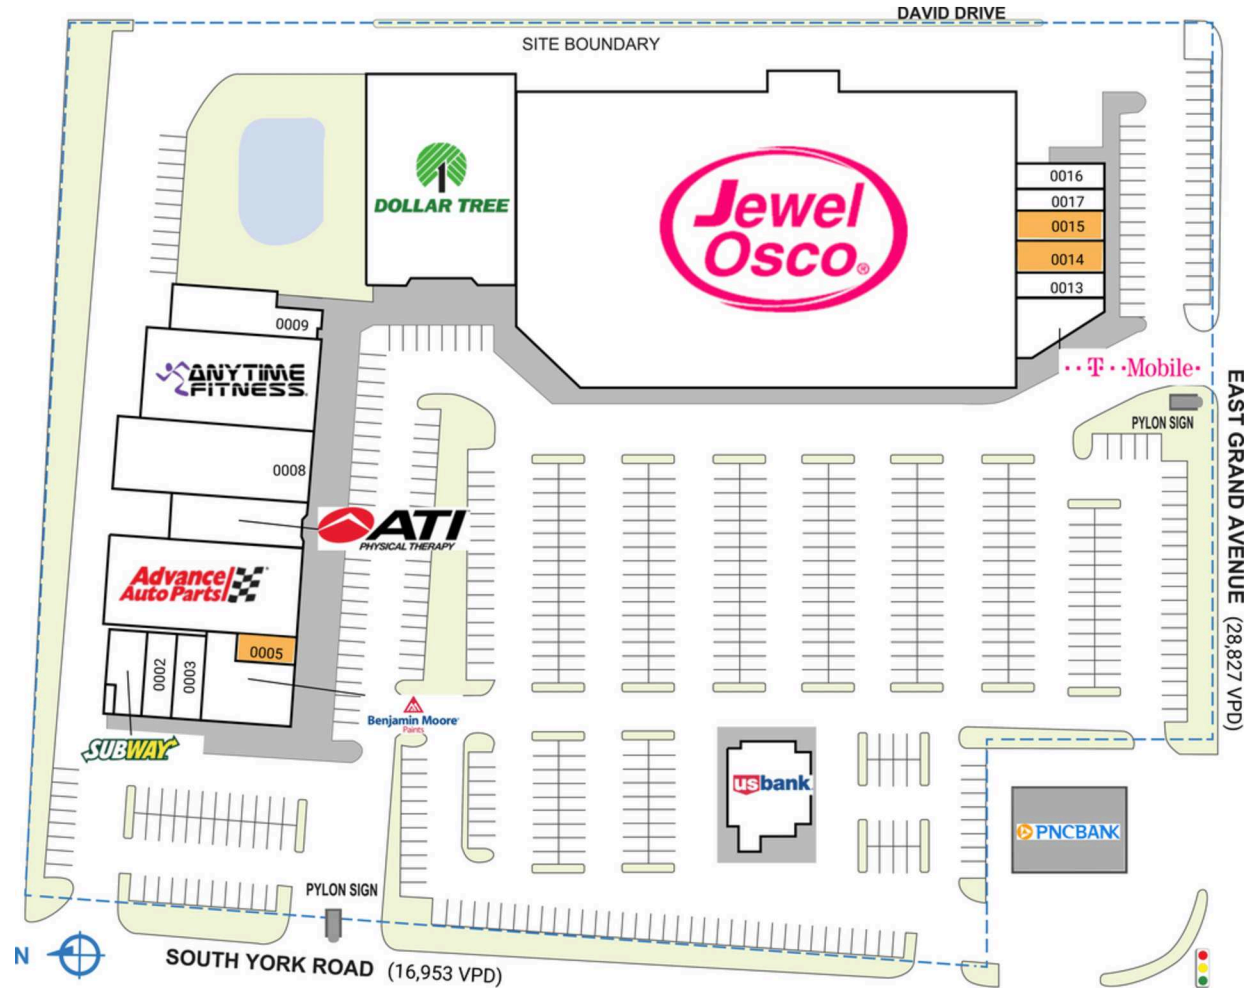 DAVID DRIVE
SITE BOUNDARY
DOLLAR TREE
Jewel
Osco®
0016
0017
0015
0014
0013
T Mobile
PYLON SIGN
0009
ANYTIME
FITNESS
0008
ATI
PHYSICAL THERAPY
Advance
Auto Parts
0005
0002
0003
Benjamin Moore
Paints
SUBWAY
usbank
PNCBANK
EAST GRAND AVENUE (28,827 VPD)
PYLON SIGN
N
SOUTH YORK ROAD (16,953 VPD)